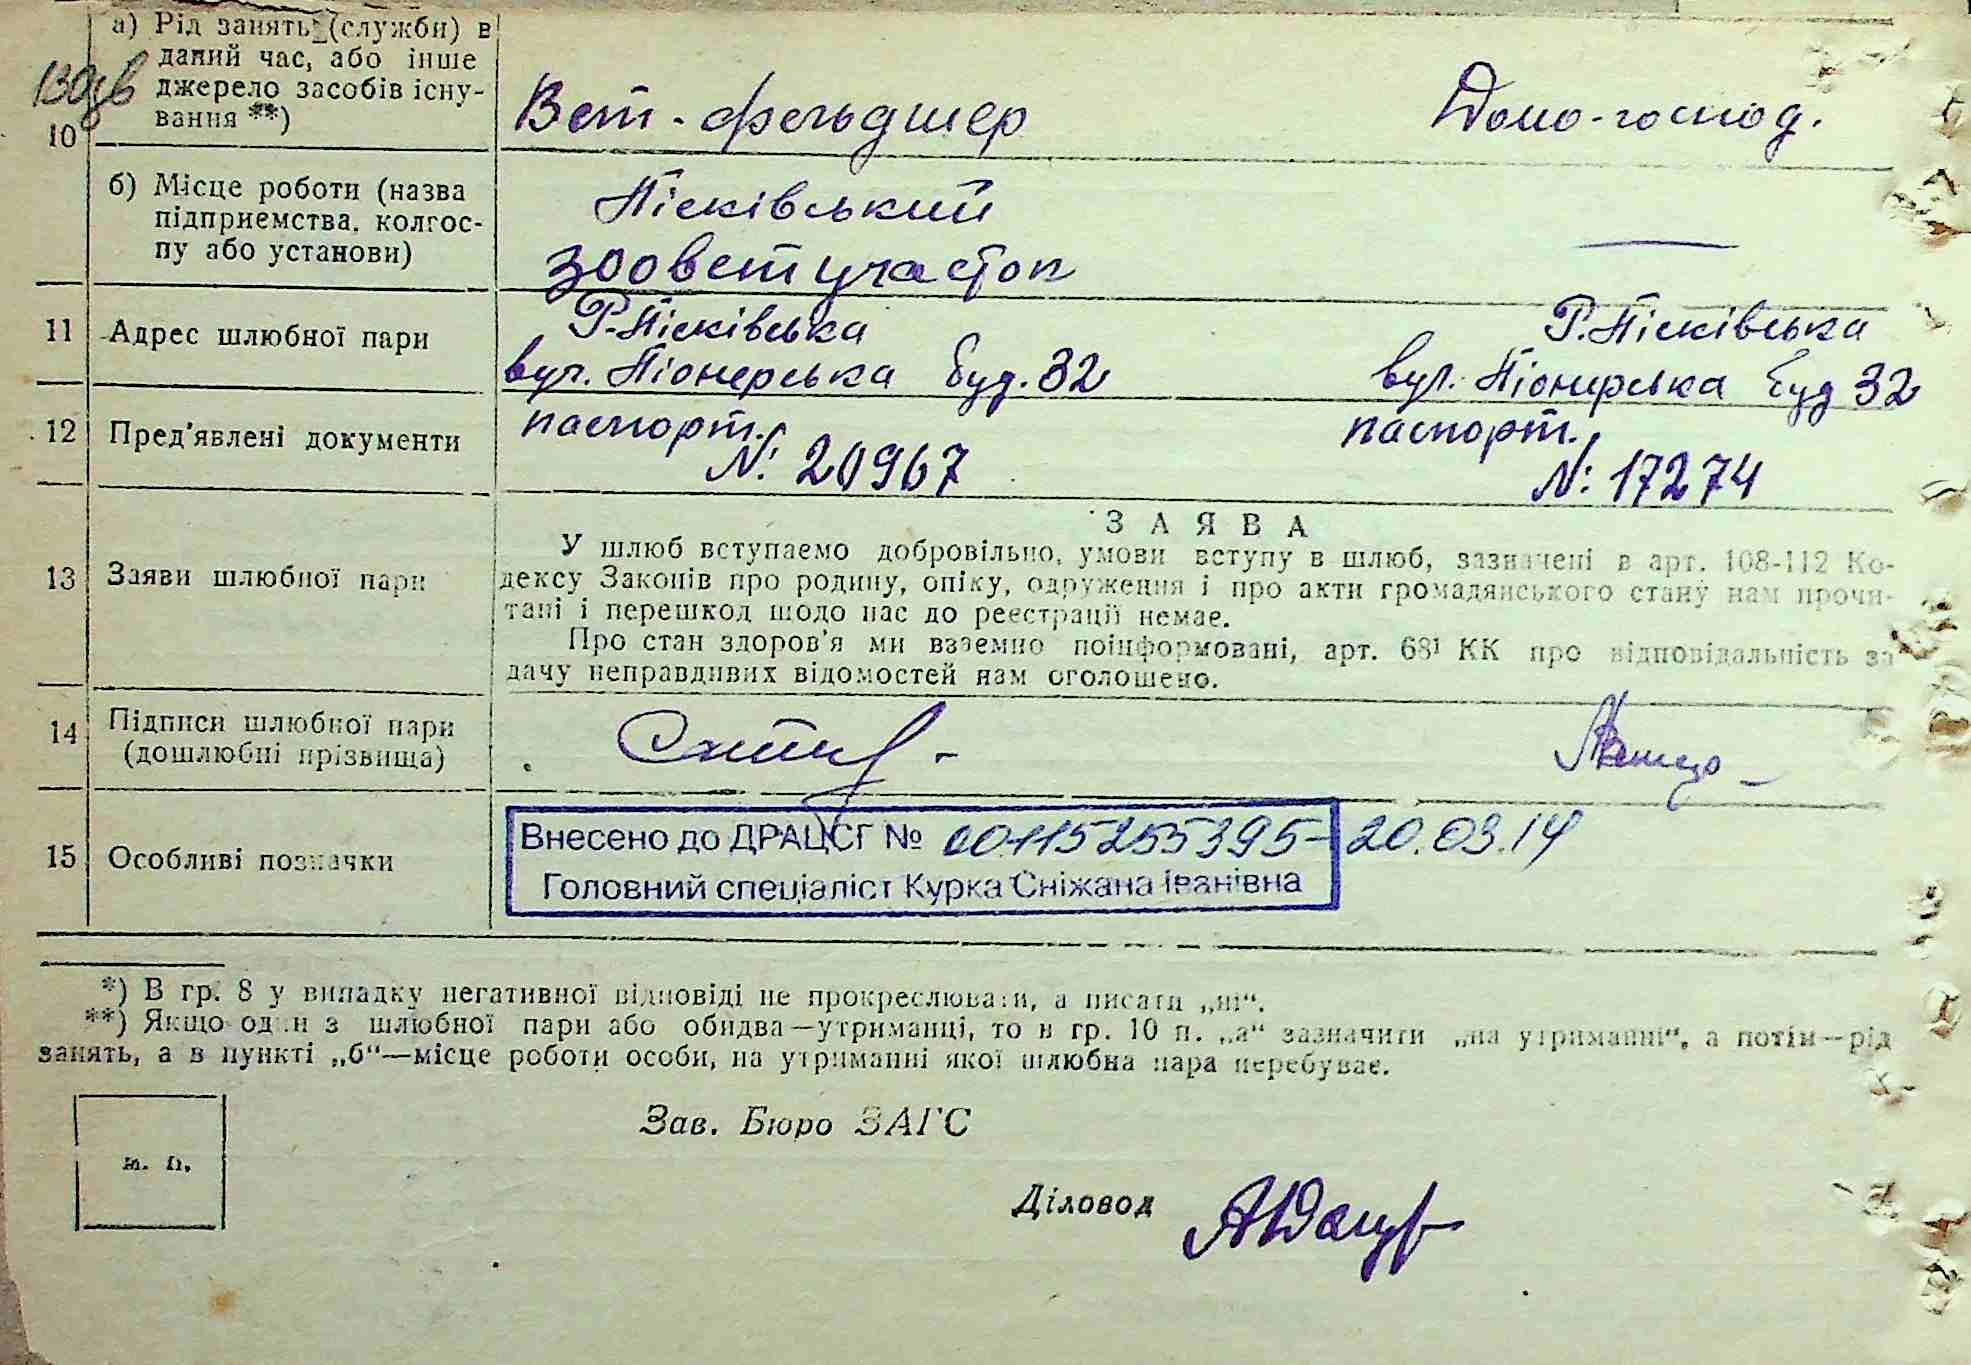 а) Рід занять (служби) в
даний час, або інше
джерело засобів існу-
вання **)
10
Вет-фельдшер
Домо-господ.
б) Місце роботи (назва
підприємства, колгос-
пу або установи)
Пісківський
зооветучасток
—
11 Адрес шлюбної пари
Р-Пісківська
вул. Піонерська буд. 32
Р. Пісківська
вул. Піонерська буд 32
12 Пред'явлені документи
паспорт.
№: 20967
паспорт.
№: 17274
13 Заяви шлюбної пари
ЗАЯВА
У шлюб вступаємо добровільно, умови вступу в шлюб, зазначені в арт. 108-112 Ко-
дексу Законів про родину, опіку, одруження і про акти громадянського стану нам прочи-
тані і перешкод щодо нас до реєстрації немає.
Про стан здоров'я ми взаємно поінформовані, арт. 68¹ КК про відповідальність за
дачу неправдивих відомостей нам оголошено.
14 Підписи шлюбної пари
(дошлюбні прізвища)
15 Особливі позначки
Внесено до ДРАЦСГ № 00115255395- 20.03.14
Головний спеціаліст Курка Сніжана Іванівна
*) В гр. 8 у випадку негативної відповіді не прокреслювати, а писати „ні“.
**) Якщо один з шлюбної пари або обидва—утриманці, то в гр. 10 п. „а“ зазначити „на утриманні“, а потім—рід
занять, а в пункті „б“—місце роботи особи, на утриманні якої шлюбна пара перебуває.
Зав. Бюро ЗАГС
м. п.
Діловод